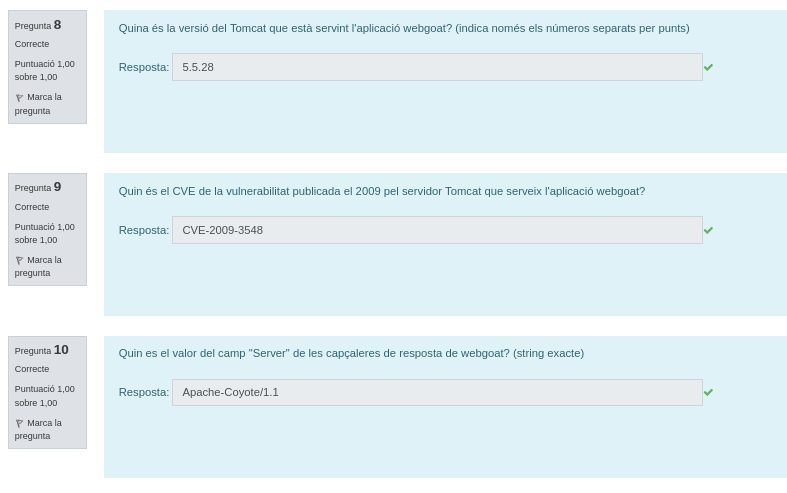 Pregunta 8
Correcte
Puntuació 1,00
sobre 1,00
Marca la
pregunta
Quina és la versió del Tomcat que està servint l'aplicació webgoat? (indica només els números separats per punts)
Resposta: 5.5.28
Pregunta 9
Correcte
Puntuació 1,00
sobre 1,00
Marca la
pregunta
Quin és el CVE de la vulnerabilitat publicada el 2009 pel servidor Tomcat que serveix l'aplicació webgoat?
Resposta: CVE-2009-3548
Pregunta 10
Correcte
Puntuació 1,00
sobre 1,00
Marca la
pregunta
Quin es el valor del camp "Server" de les capçaleres de resposta de webgoat? (string exacte)
Resposta: Apache-Coyote/1.1